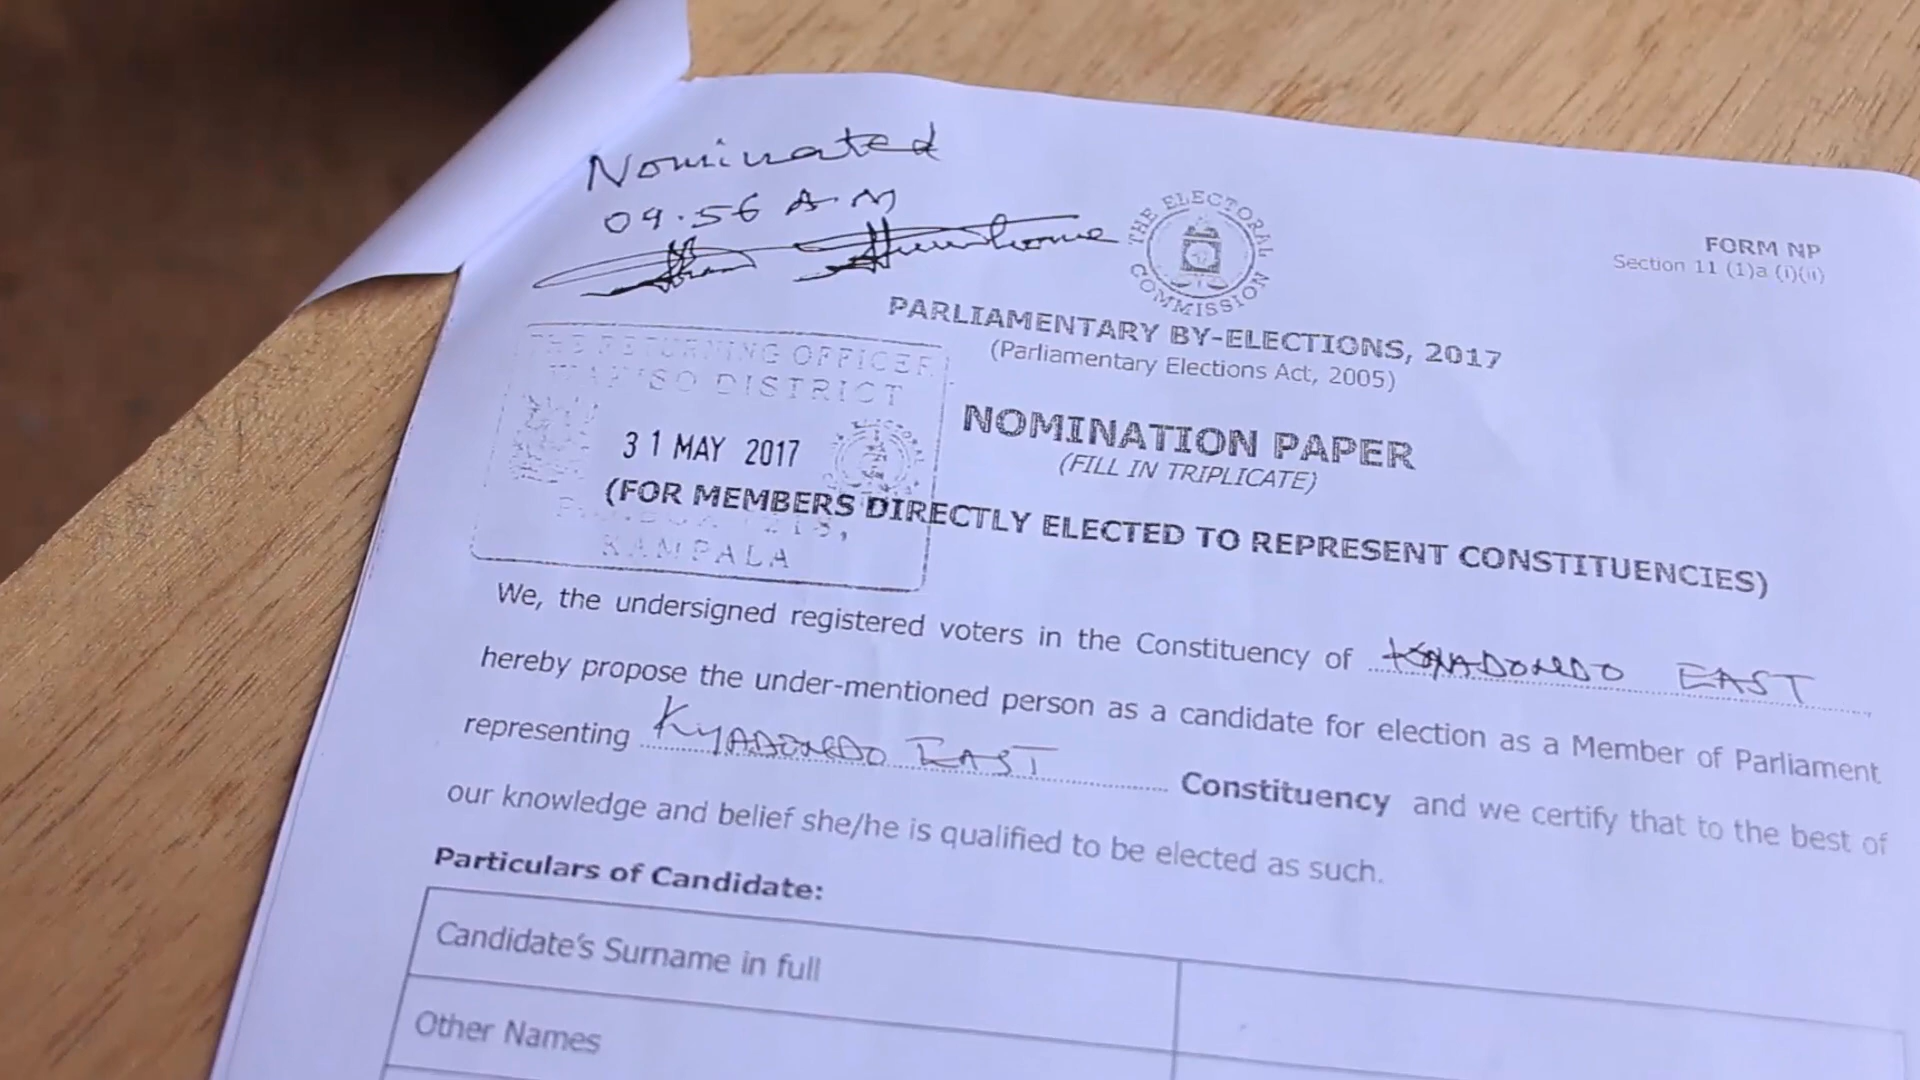 Nominated
09.56 A.M
THE ELECTORAL COMMISSION
FORM NP
Section 11 (1)a (i)(ii)
PARLIAMENTARY BY-ELECTIONS, 2017
(Parliamentary Elections Act, 2005)
THE RETURNING OFFICER
WAKISO DISTRICT
31 MAY 2017
KAMPALA
NOMINATION PAPER
(FILL IN TRIPLICATE)
(FOR MEMBERS DIRECTLY ELECTED TO REPRESENT CONSTITUENCIES)
We, the undersigned registered voters in the Constituency of KYADONDO EAST
hereby propose the under-mentioned person as a candidate for election as a Member of Parliament
representing KYADONDO EAST Constituency and we certify that to the best of
our knowledge and belief she/he is qualified to be elected as such.
Particulars of Candidate:
Candidate's Surname in full
Other Names